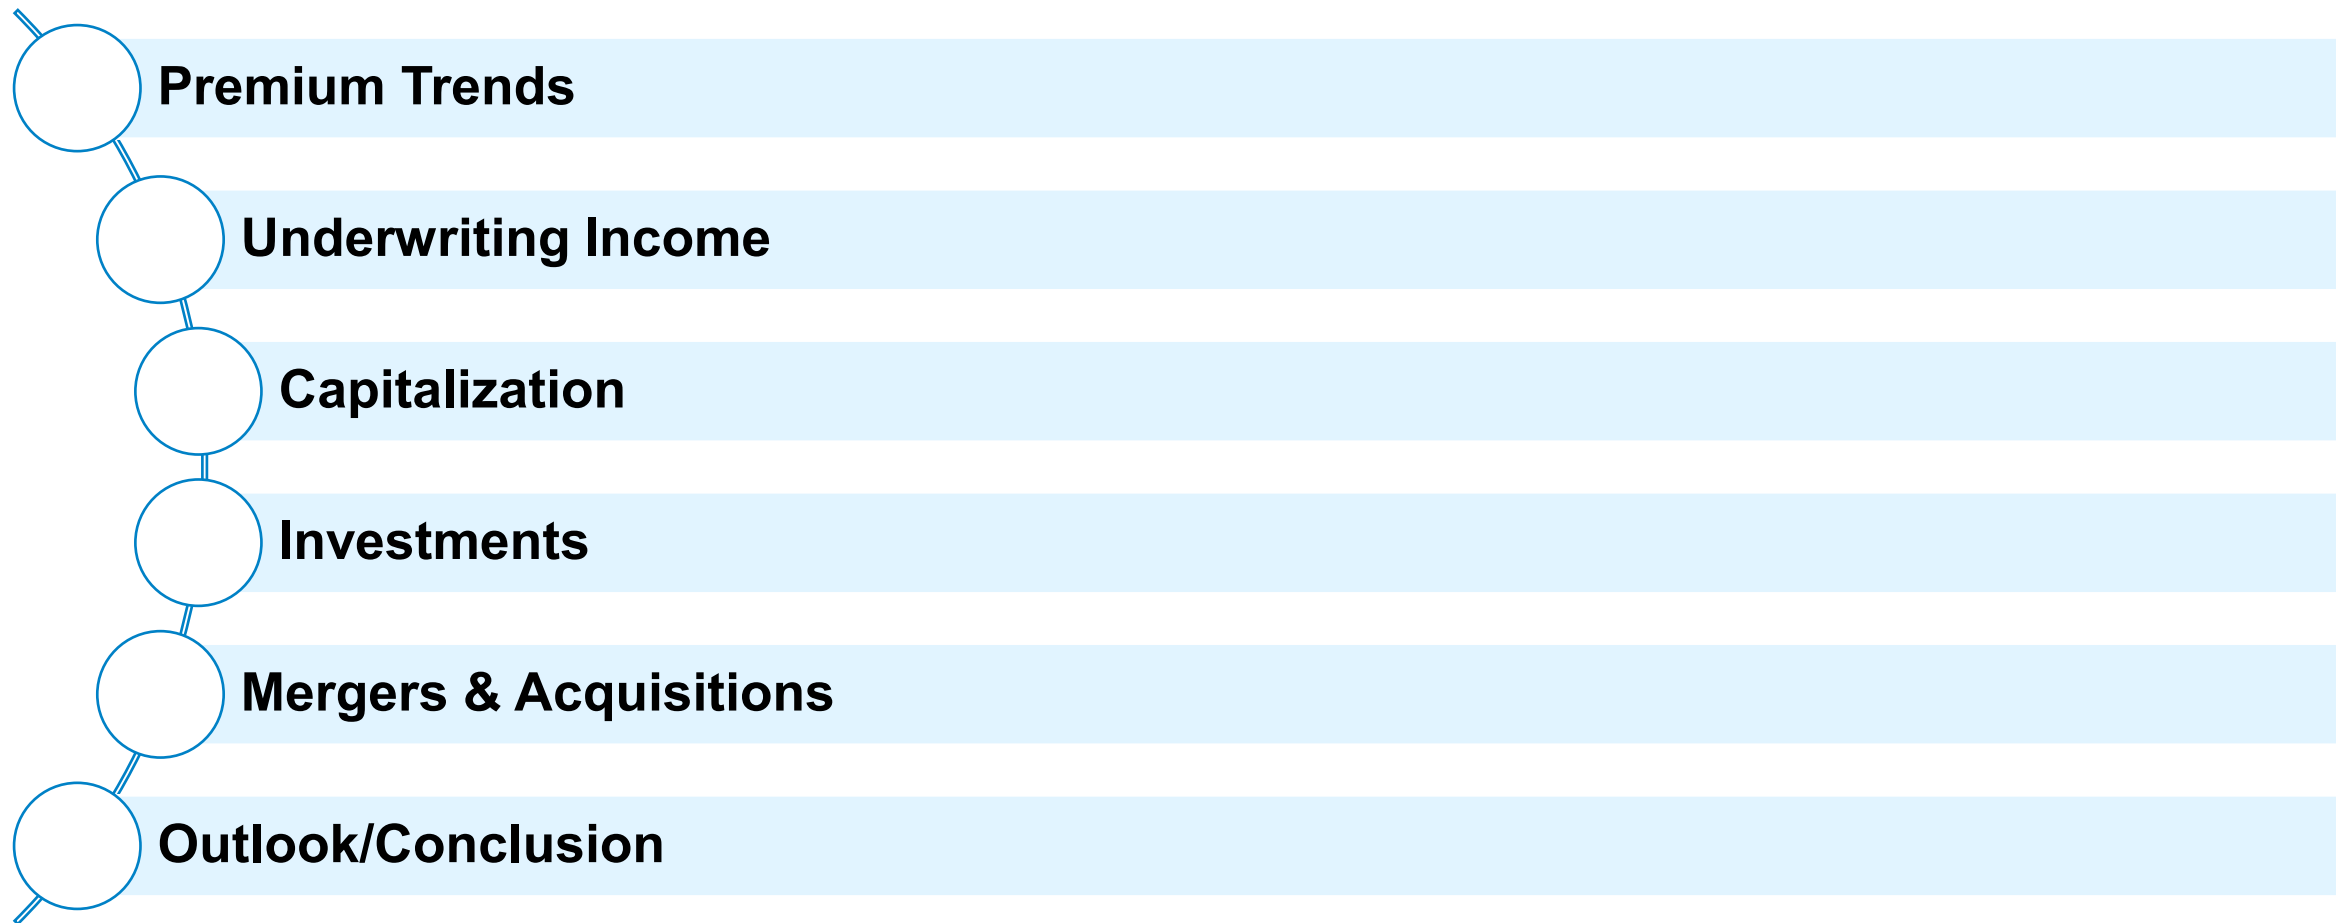 Premium Trends
Underwriting Income
Capitalization
Investments
Mergers & Acquisitions
Outlook/Conclusion